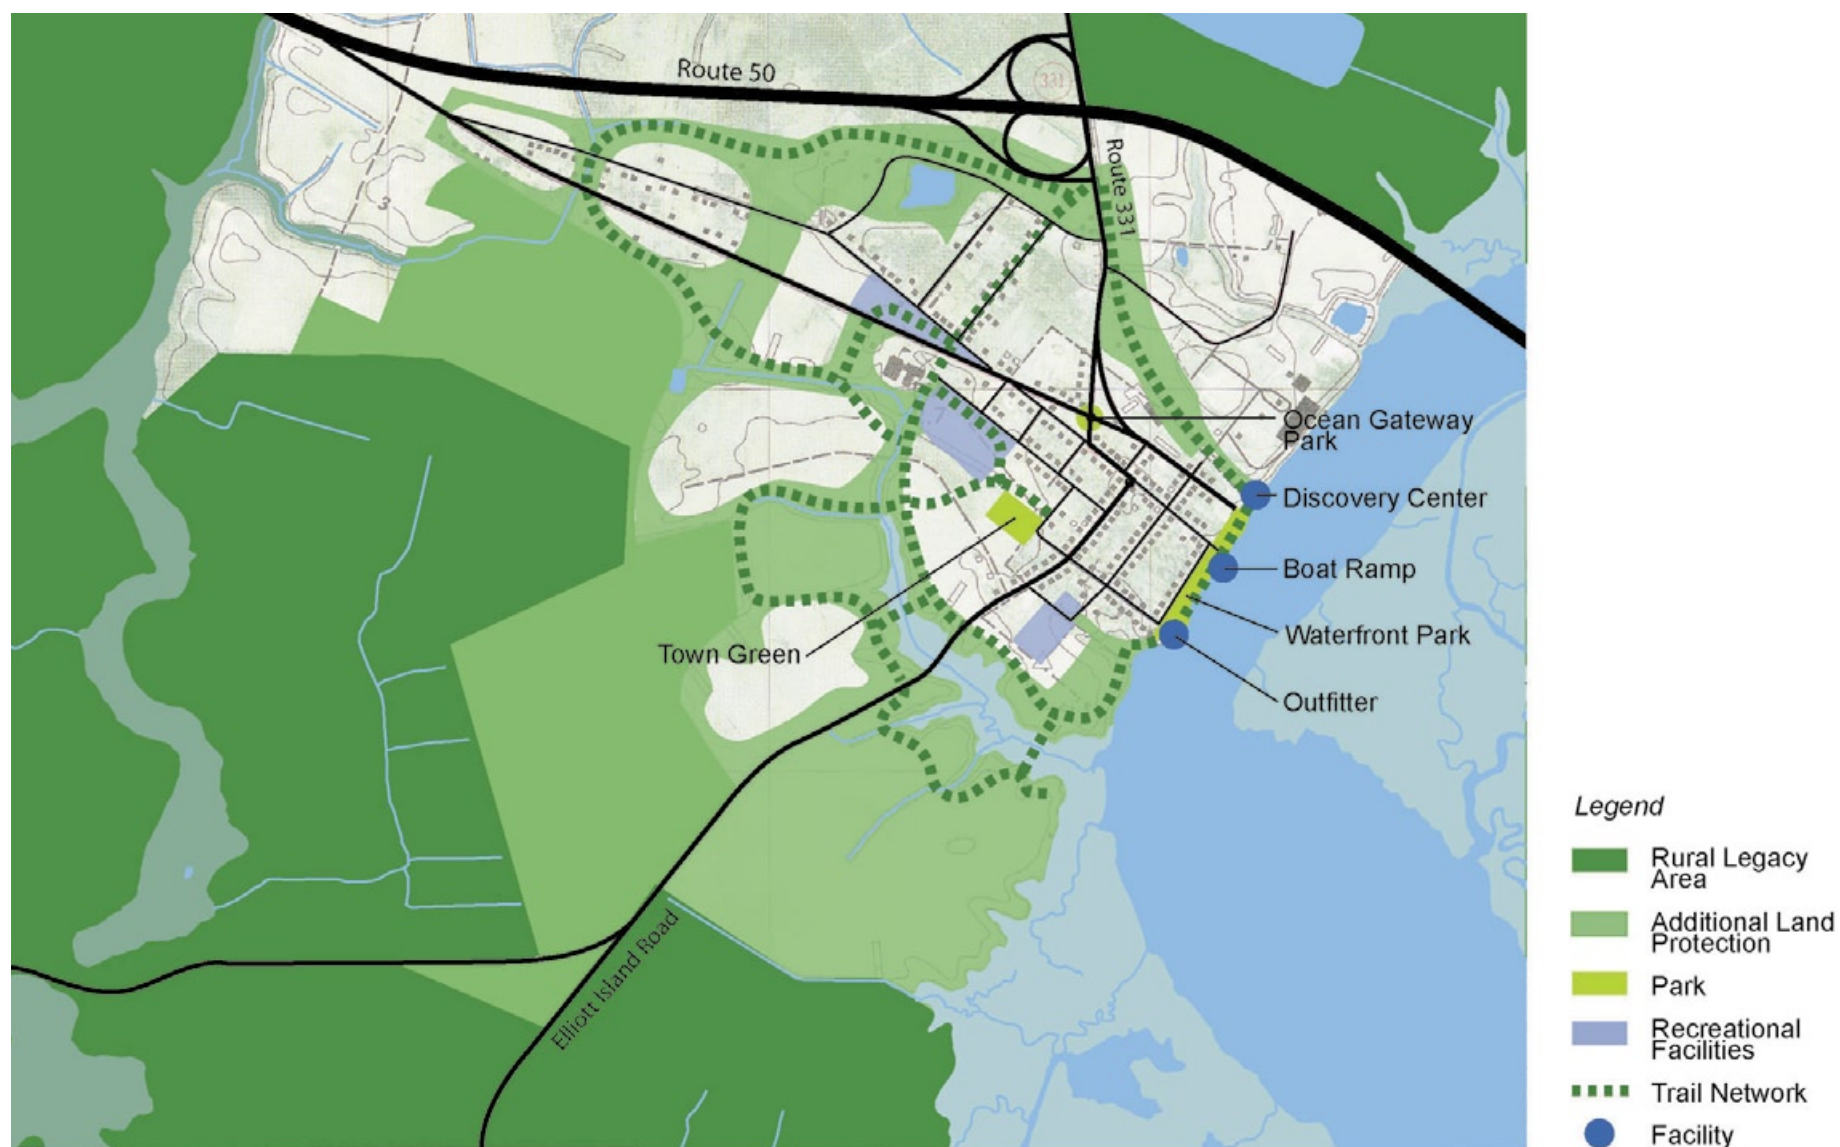 Route 50
331
Route 331
3
7
Ocean Gateway
Park
Discovery Center
Boat Ramp
Waterfront Park
Town Green
Outfitter
Elliott Island Road
Legend
Rural Legacy
Area
Additional Land
Protection
Park
Recreational
Facilities
Trail Network
Facility